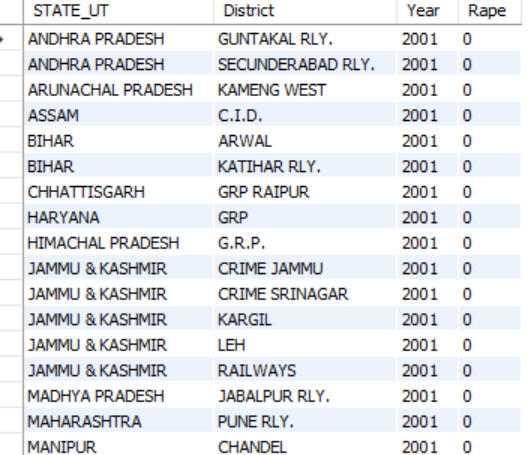 STATE_UT District Year Rape
ANDHRA PRADESH GUNTAKAL RLY. 2001 0
ANDHRA PRADESH SECUNDERABAD RLY. 2001 0
ARUNACHAL PRADESH KAMENG WEST 2001 0
ASSAM C.I.D. 2001 0
BIHAR ARWAL 2001 0
BIHAR KATIHAR RLY. 2001 0
CHHATTISGARH GRP RAIPUR 2001 0
HARYANA GRP 2001 0
HIMACHAL PRADESH G.R.P. 2001 0
JAMMU & KASHMIR CRIME JAMMU 2001 0
JAMMU & KASHMIR CRIME SRINAGAR 2001 0
JAMMU & KASHMIR KARGIL 2001 0
JAMMU & KASHMIR LEH 2001 0
JAMMU & KASHMIR RAILWAYS 2001 0
MADHYA PRADESH JABALPUR RLY. 2001 0
MAHARASHTRA PUNE RLY. 2001 0
MANIPUR CHANDEL 2001 0